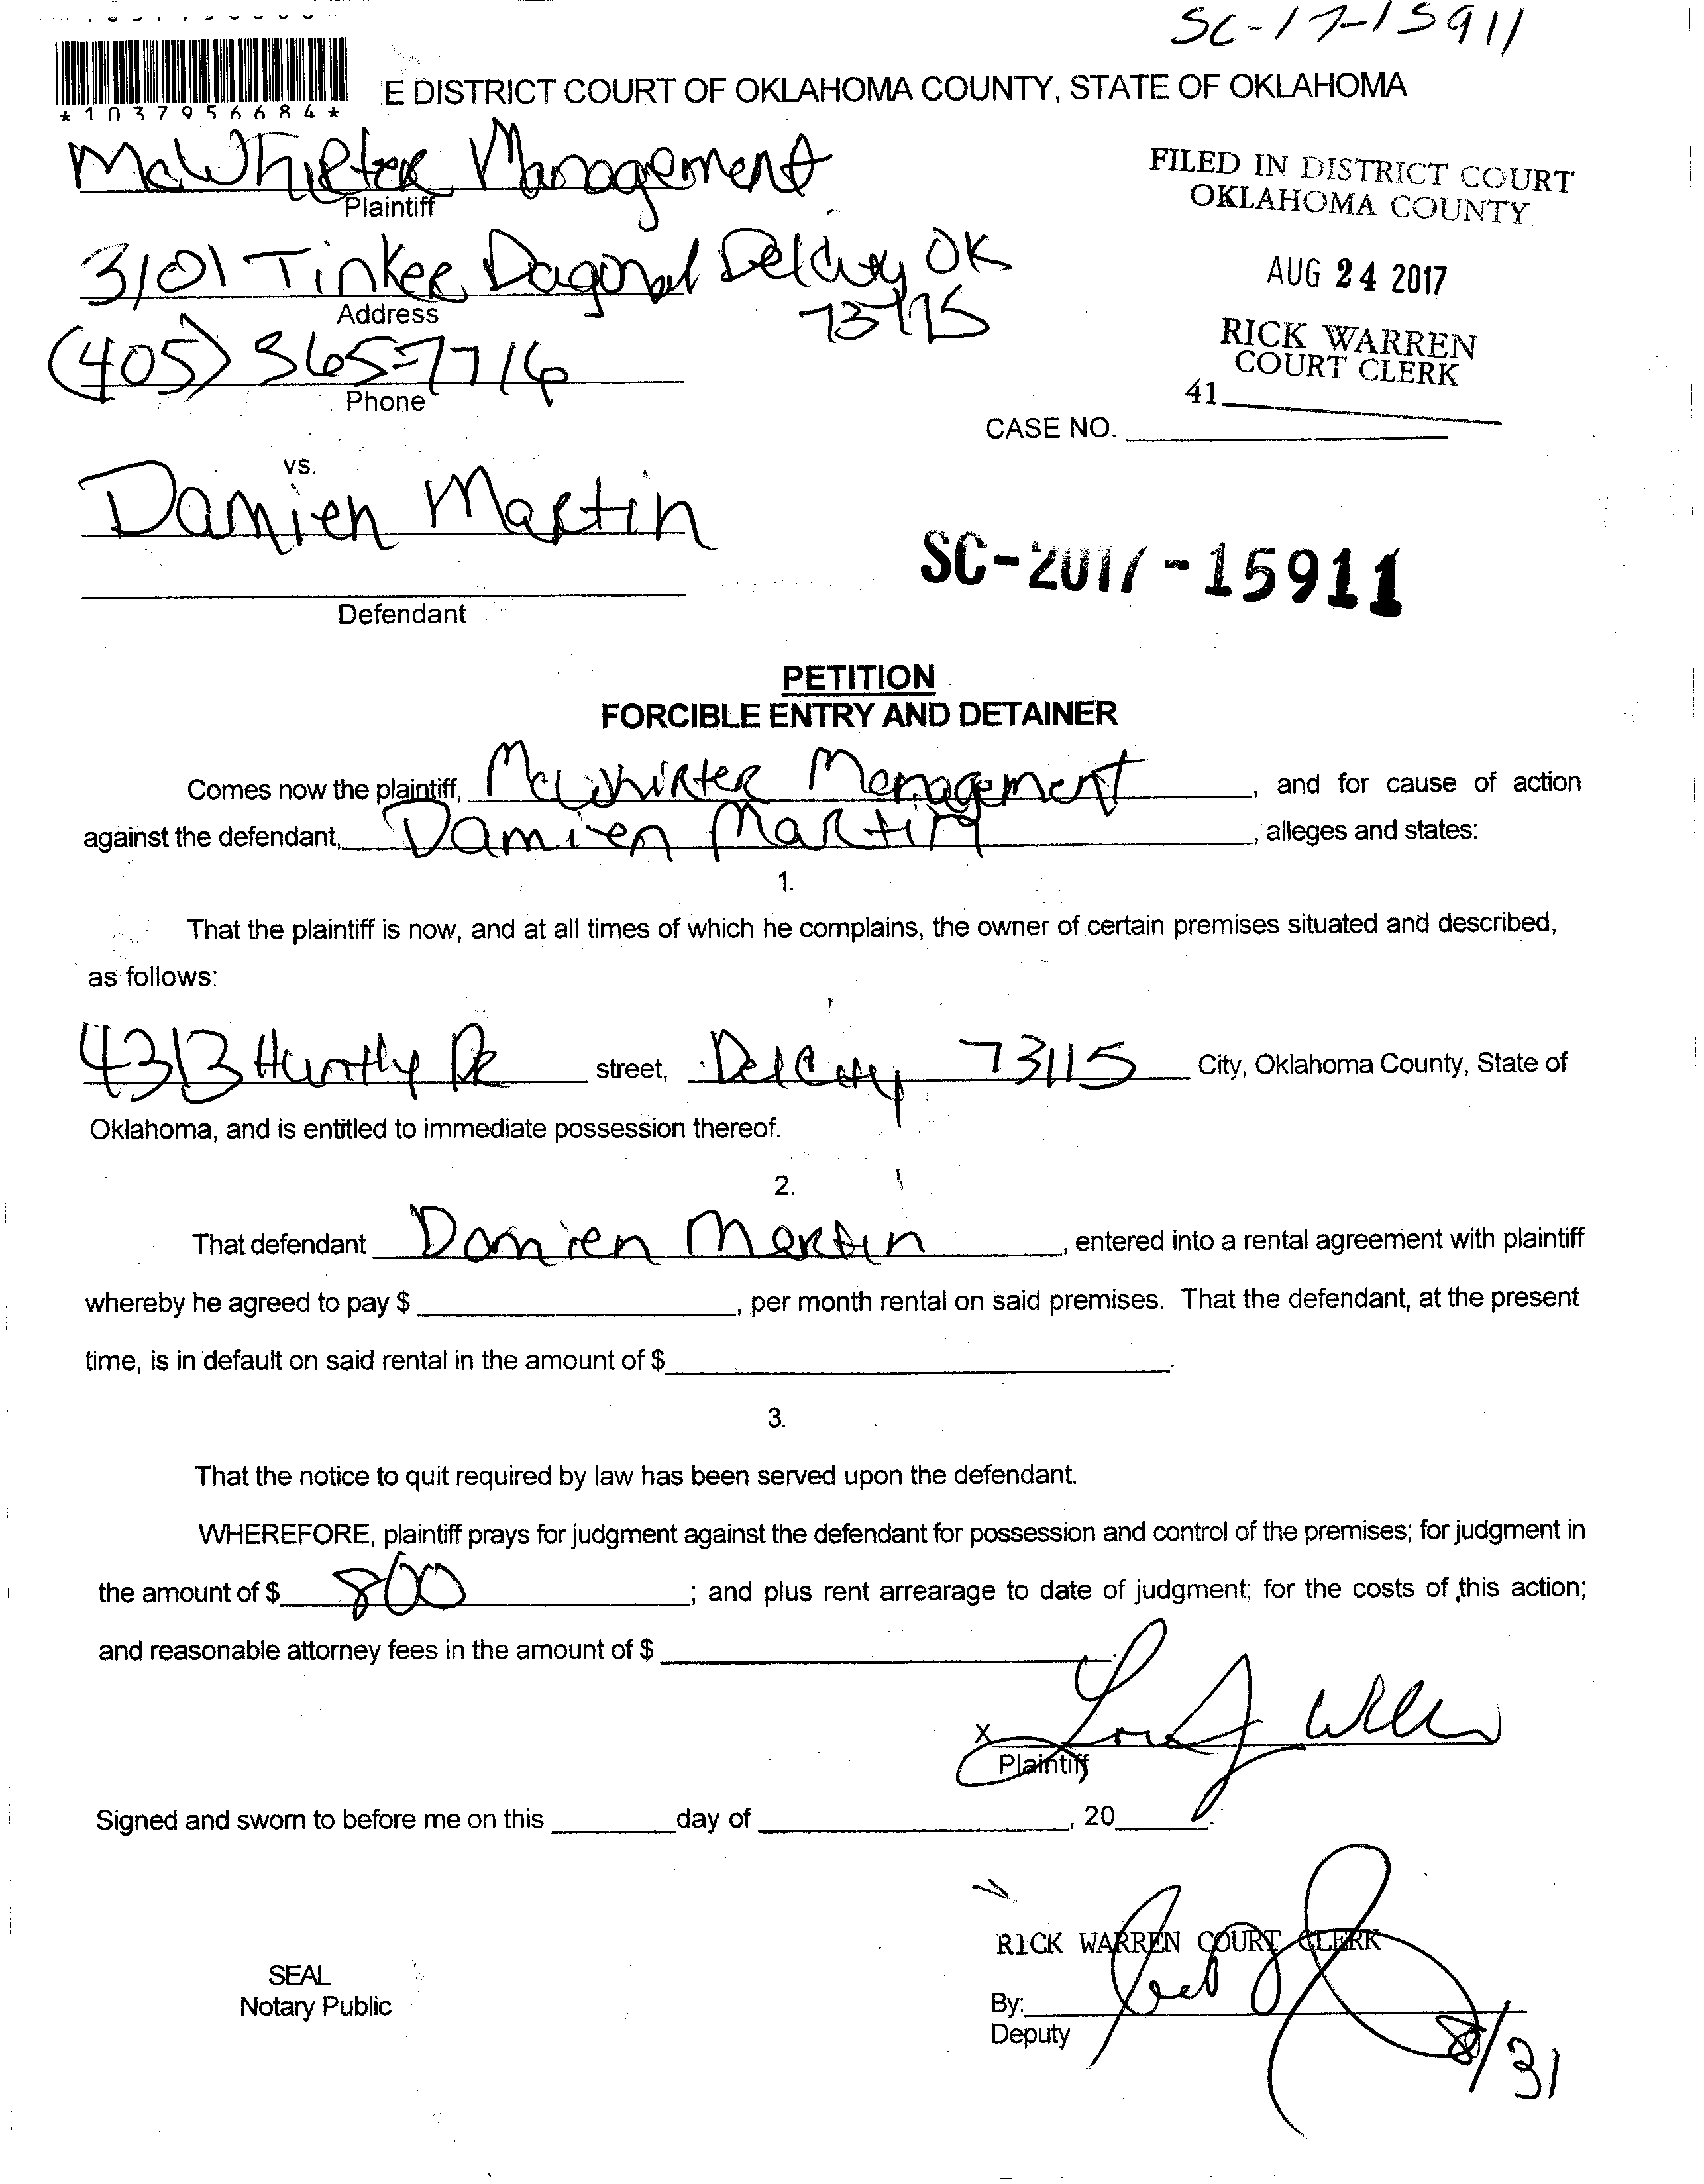 SC-17-15911
*1037956684*
E DISTRICT COURT OF OKLAHOMA COUNTY, STATE OF OKLAHOMA
McWhirter Management
Plaintiff
FILED IN DISTRICT COURT
OKLAHOMA COUNTY
3101 Tinker Dagonal Delcity OK
73115
Address
AUG 24 2017
(405) 365-7716
Phone
RICK WARREN
COURT CLERK
41
CASE NO.
vs.
Damien Martin
SC-2017-15911
Defendant
PETITION
FORCIBLE ENTRY AND DETAINER
Comes now the plaintiff, McWhirter Management, and for cause of action
against the defendant, Damien Martin, alleges and states:
1.
That the plaintiff is now, and at all times of which he complains, the owner of certain premises situated and described,
as follows:
4313 Huntly Dr street, Del City 73115 City, Oklahoma County, State of
Oklahoma, and is entitled to immediate possession thereof.
2.
That defendant Damien Martin, entered into a rental agreement with plaintiff
whereby he agreed to pay $, per month rental on said premises. That the defendant, at the present
time, is in default on said rental in the amount of $.
3.
That the notice to quit required by law has been served upon the defendant.
WHEREFORE, plaintiff prays for judgment against the defendant for possession and control of the premises; for judgment in
the amount of $ 800; and plus rent arrearage to date of judgment; for the costs of this action;
and reasonable attorney fees in the amount of $.
X
Plaintiff
Signed and sworn to before me on this day of, 20.
RICK WARREN COURT CLERK
SEAL
Notary Public
By:
Deputy
8/31